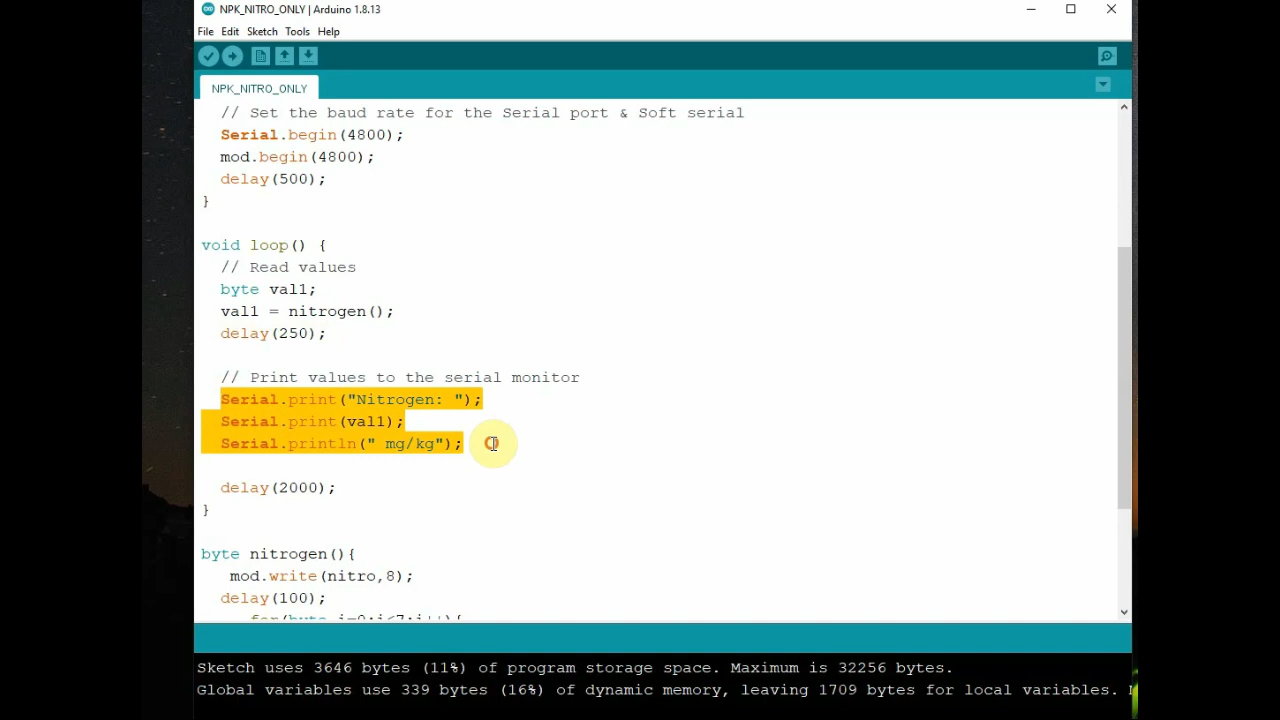 NPK_NITRO_ONLY | Arduino 1.8.13
File Edit Sketch Tools Help
NPK_NITRO_ONLY
// Set the baud rate for the Serial port & Soft serial
Serial.begin(4800);
mod.begin(4800);
delay(500);
}
void loop() {
// Read values
byte val1;
val1 = nitrogen();
delay(250);
// Print values to the serial monitor
Serial.print("Nitrogen: ");
Serial.print(val1);
Serial.println(" mg/kg");
delay(2000);
}
byte nitrogen(){
mod.write(nitro,8);
delay(100);
for(byte i=0;i<7;i++){
Sketch uses 3646 bytes (11%) of program storage space. Maximum is 32256 bytes.
Global variables use 339 bytes (16%) of dynamic memory, leaving 1709 bytes for local variables.